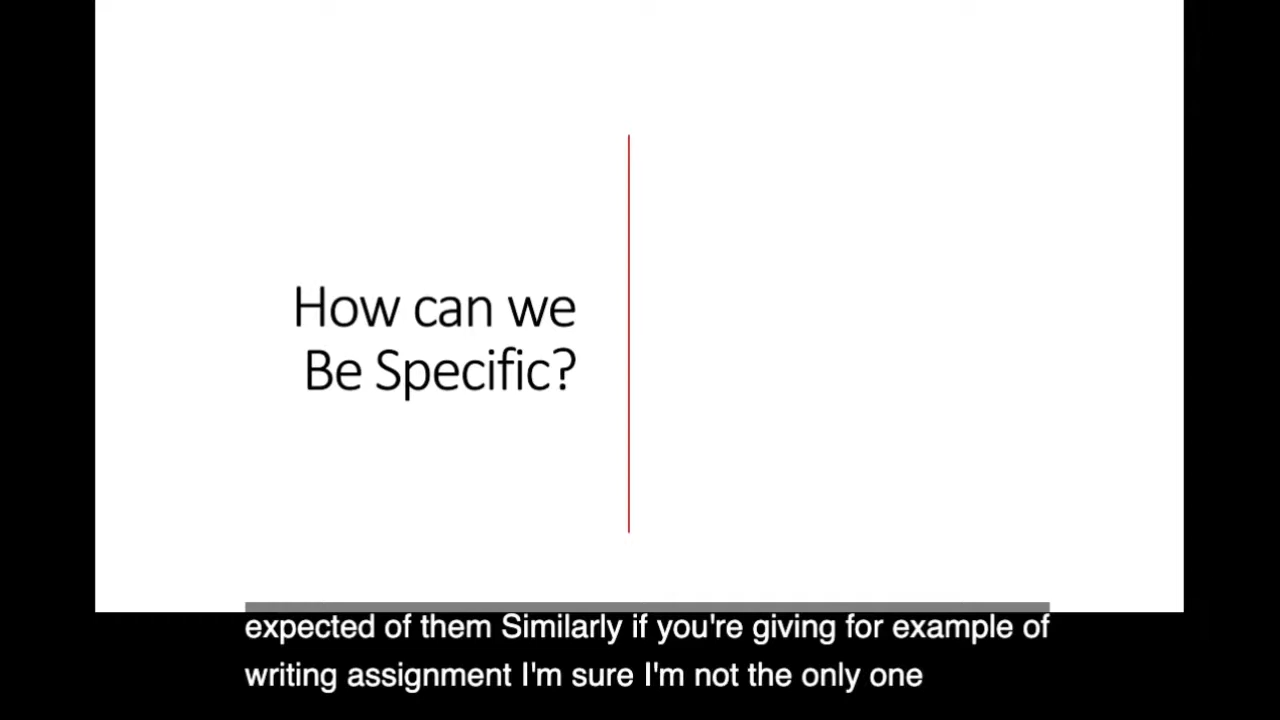 How can we
Be Specific?
expected of them Similarly if you're giving for example of
writing assignment I'm sure I'm not the only one